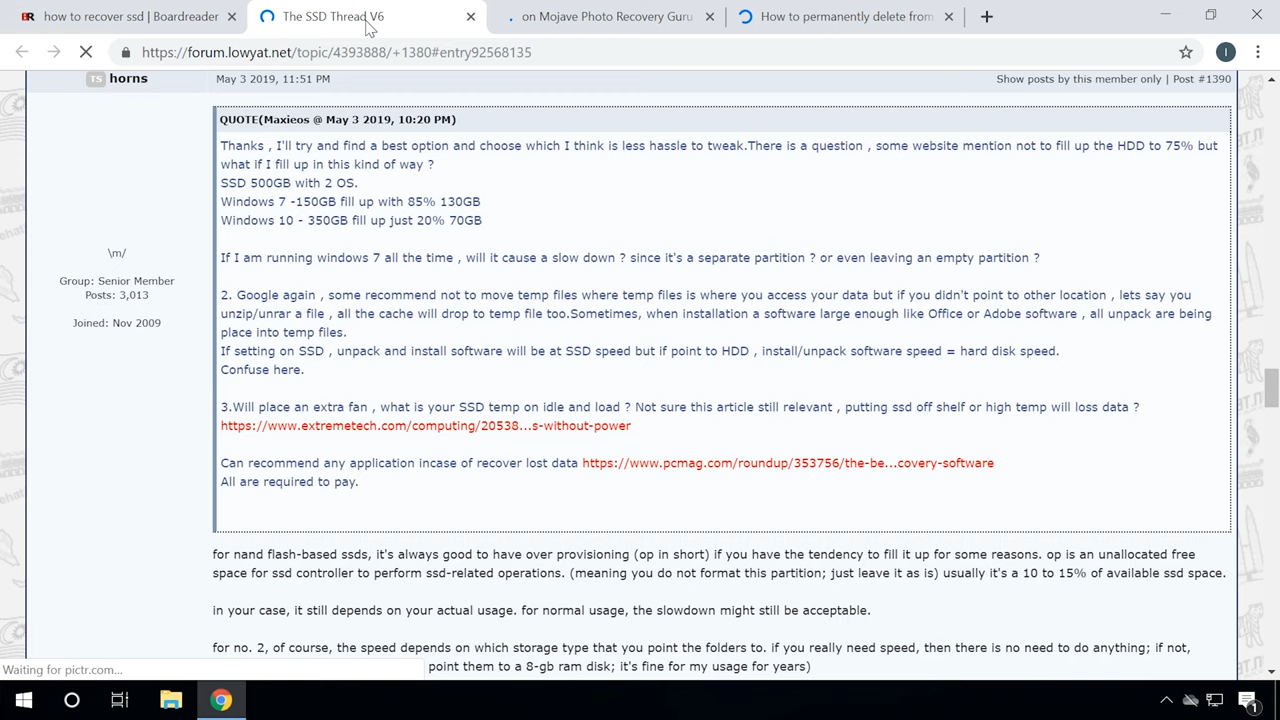 how to recover ssd | Boardreader
The SSD Thread V6
on Mojave Photo Recovery Guru
How to permanently delete from
https://forum.lowyat.net/topic/4393888/+1380#entry92568135
I
TS horns
May 3 2019, 11:51 PM
Show posts by this member only | Post #1390
QUOTE(Maxieos @ May 3 2019, 10:20 PM)
Thanks , I'll try and find a best option and choose which I think is less hassle to tweak.There is a question , some website mention not to fill up the HDD to 75% but
what if I fill up in this kind of way ?
SSD 500GB with 2 OS.
Windows 7 -150GB fill up with 85% 130GB
Windows 10 - 350GB fill up just 20% 70GB
If I am running windows 7 all the time , will it cause a slow down ? since it's a separate partition ? or even leaving an empty partition ?
\m/
Group: Senior Member
Posts: 3,013
Joined: Nov 2009
2. Google again , some recommend not to move temp files where temp files is where you access your data but if you didn't point to other location , lets say you
unzip/unrar a file , all the cache will drop to temp file too.Sometimes, when installation a software large enough like Office or Adobe software , all unpack are being
place into temp files.
If setting on SSD , unpack and install software will be at SSD speed but if point to HDD , install/unpack software speed = hard disk speed.
Confuse here.
3.Will place an extra fan , what is your SSD temp on idle and load ? Not sure this article still relevant , putting ssd off shelf or high temp will loss data ?
https://www.extremetech.com/computing/20538...s-without-power
Can recommend any application incase of recover lost data https://www.pcmag.com/roundup/353756/the-be...covery-software
All are required to pay.
for nand flash-based ssds, it's always good to have over provisioning (op in short) if you have the tendency to fill it up for some reasons. op is an unallocated free
space for ssd controller to perform ssd-related operations. (meaning you do not format this partition; just leave it as is) usually it's a 10 to 15% of available ssd space.
in your case, it still depends on your actual usage. for normal usage, the slowdown might still be acceptable.
for no. 2, of course, the speed depends on which storage type that you point the folders to. if you really need speed, then there is no need to do anything; if not,
point them to a 8-gb ram disk; it's fine for my usage for years)
Waiting for pictr.com...
1